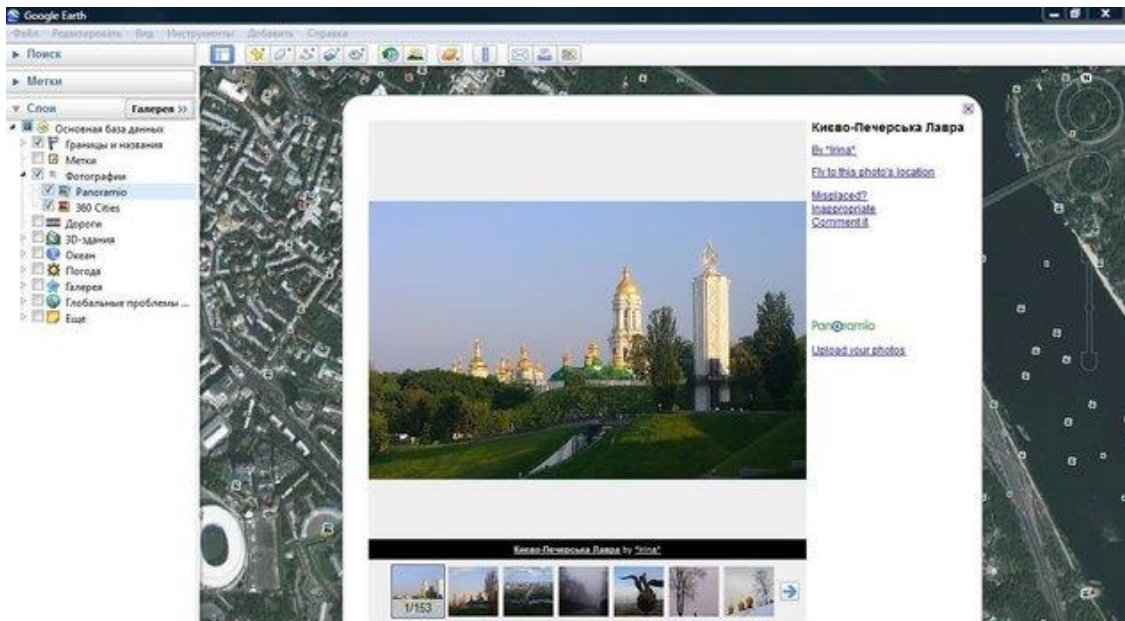 Google Earth
Файл Редактировать Вид Инструменты Добавить Справка
Поиск
Метки
Слои
Галерея >>
Основная база данных
Границы и названия
Метки
Фотографии
Panoramio
360 Cities
Дороги
3D-здания
Океан
Погода
Галерея
Глобальные проблемы ...
Еще
Києво-Печерська Лавра
By "Irina"
Fly to this photo's location
Misplaced?
Inappropriate
Comment it
Panoramio
Upload your photos
Києво-Печерська Лавра by "Irina"
1/153
N